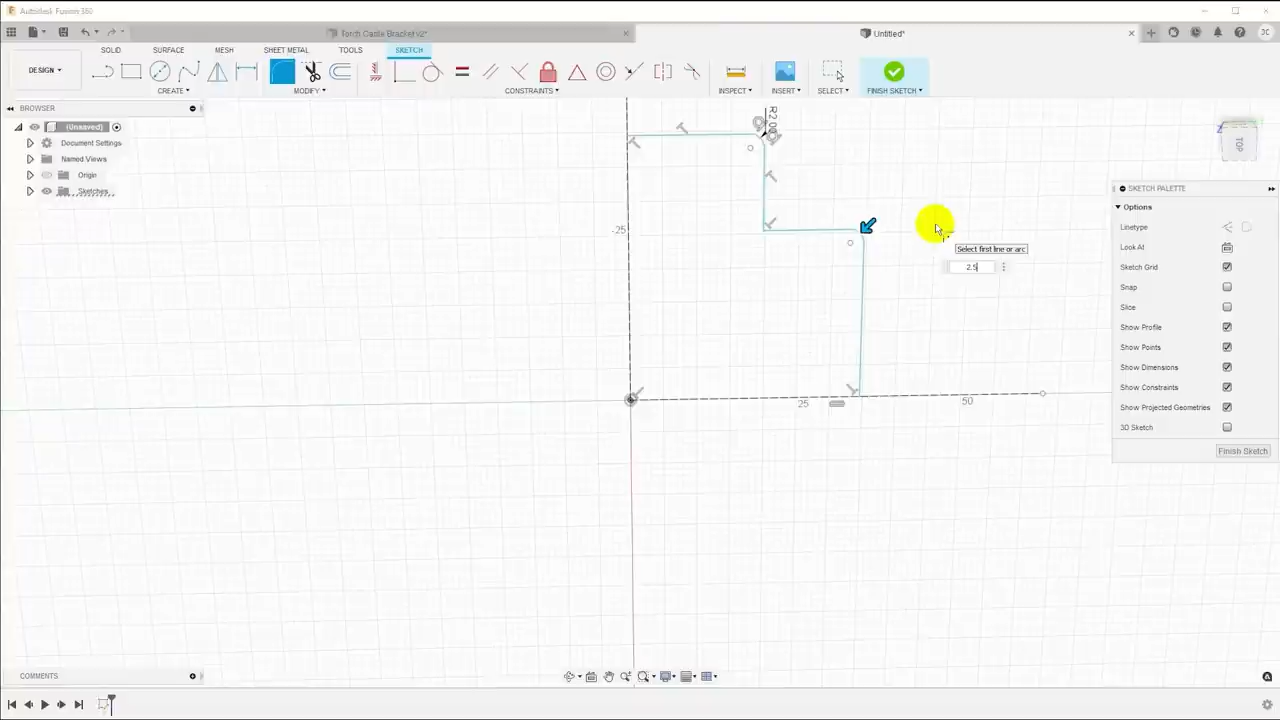 Autodesk Fusion 360
Torch Castle Bracket v2*
Untitled*
JC
SOLID
SURFACE
MESH
SHEET METAL
TOOLS
SKETCH
DESIGN
CREATE
MODIFY
CONSTRAINTS
INSPECT
INSERT
SELECT
FINISH SKETCH
BROWSER
(Unsaved)
Document Settings
Named Views
Origin
Sketches
TOP
-25
Select first line or arc
2.5
25
50
SKETCH PALETTE
Options
Linetype
Look At
Sketch Grid
Snap
Slice
Show Profile
Show Points
Show Dimensions
Show Constraints
Show Projected Geometries
3D Sketch
Finish Sketch
COMMENTS